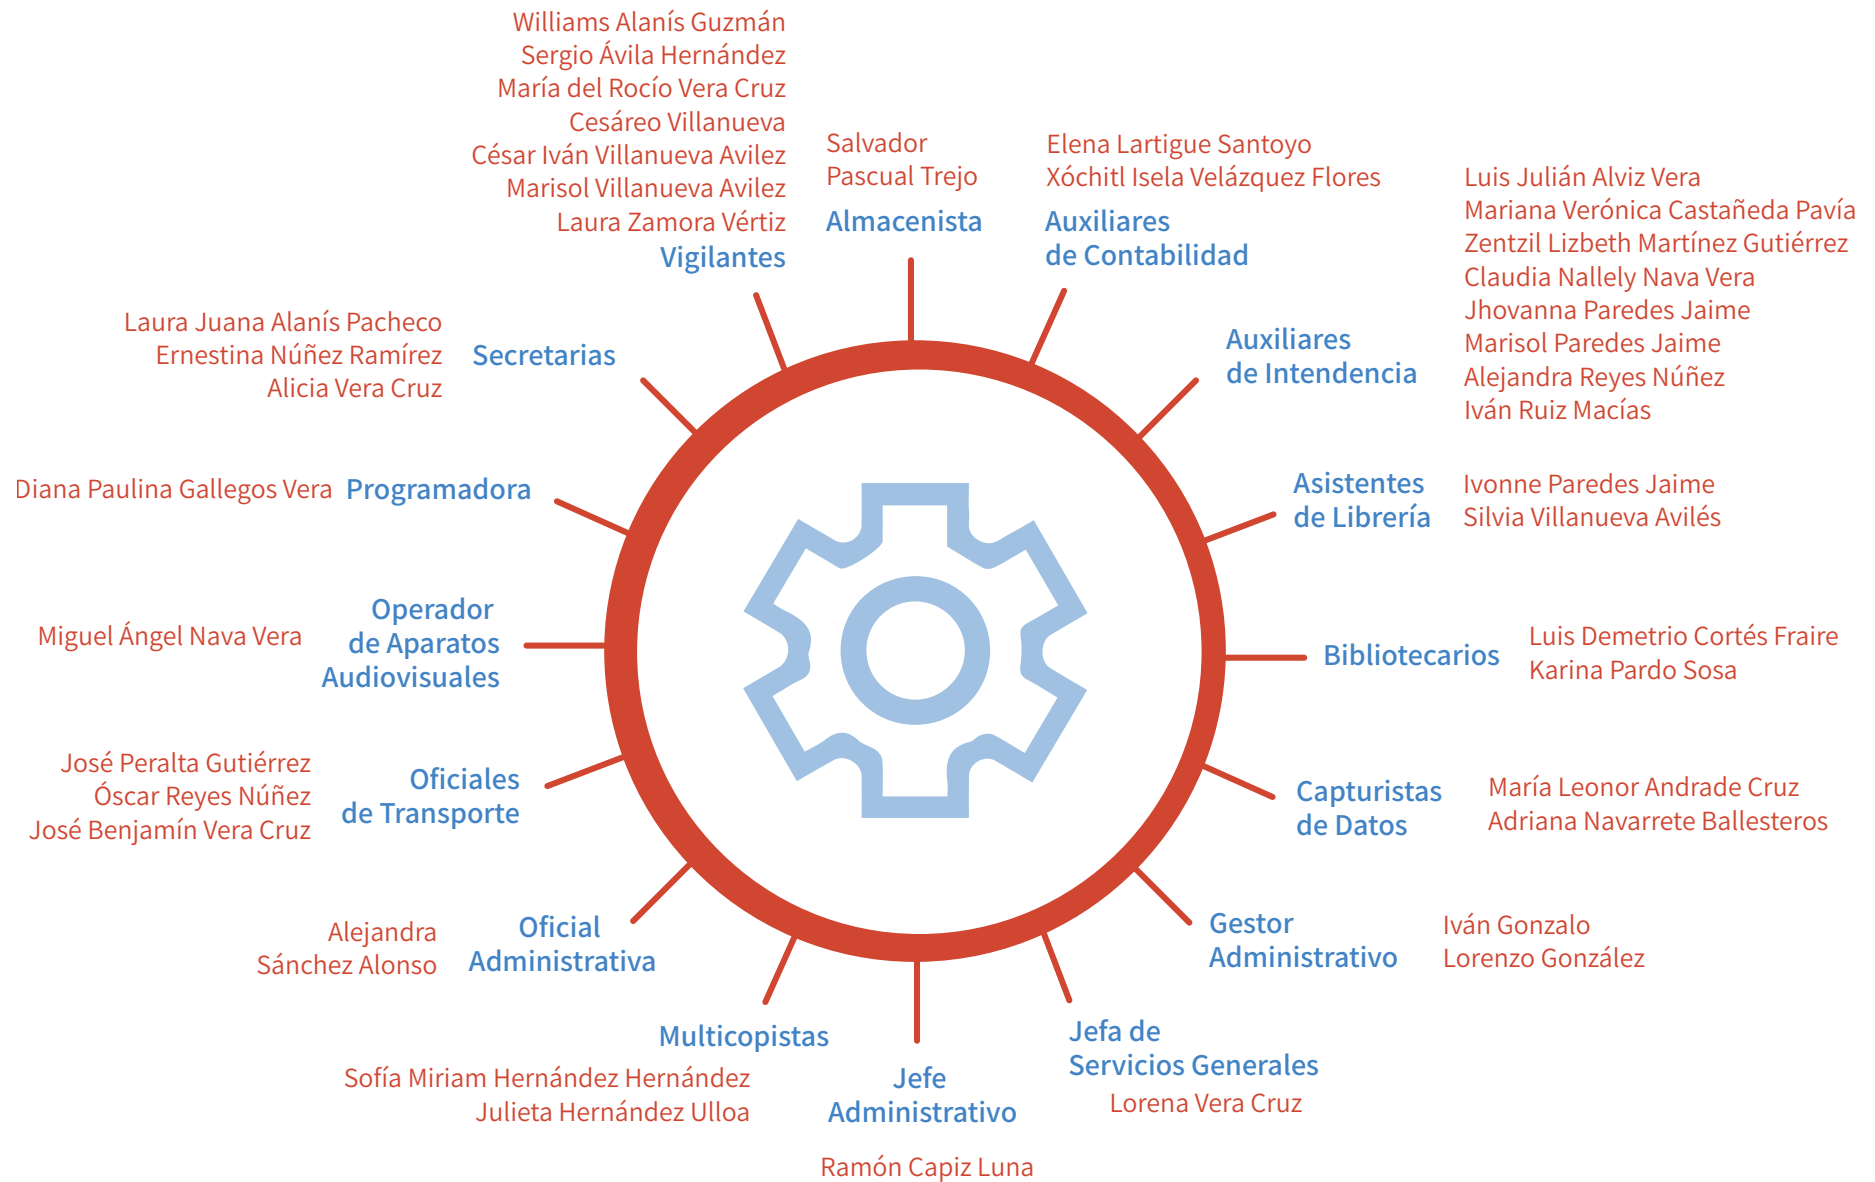 Williams Alanís Guzmán
Sergio Ávila Hernández
María del Rocío Vera Cruz
Cesáreo Villanueva
César Iván Villanueva Avilez
Marisol Villanueva Avilez
Laura Zamora Vértiz
Vigilantes
Salvador
Pascual Trejo
Almacenista
Elena Lartigue Santoyo
Xóchitl Isela Velázquez Flores
Auxiliares
de Contabilidad
Auxiliares
de Intendencia
Luis Julián Alviz Vera
Mariana Verónica Castañeda Pavía
Zentzil Lizbeth Martínez Gutiérrez
Claudia Nallely Nava Vera
Jhovanna Paredes Jaime
Marisol Paredes Jaime
Alejandra Reyes Núñez
Iván Ruiz Macías
Asistentes
de Librería
Ivonne Paredes Jaime
Silvia Villanueva Avilés
Bibliotecarios
Luis Demetrio Cortés Fraire
Karina Pardo Sosa
Capturistas
de Datos
María Leonor Andrade Cruz
Adriana Navarrete Ballesteros
Gestor
Administrativo
Iván Gonzalo
Lorenzo González
Jefa de
Servicios Generales
Lorena Vera Cruz
Jefe
Administrativo
Ramón Capiz Luna
Multicopistas
Sofía Miriam Hernández Hernández
Julieta Hernández Ulloa
Oficial
Administrativa
Alejandra
Sánchez Alonso
Oficiales
de Transporte
José Peralta Gutiérrez
Óscar Reyes Núñez
José Benjamín Vera Cruz
Operador
de Aparatos
Audiovisuales
Miguel Ángel Nava Vera
Diana Paulina Gallegos Vera
Programadora
Laura Juana Alanís Pacheco
Ernestina Núñez Ramírez
Alicia Vera Cruz
Secretarias